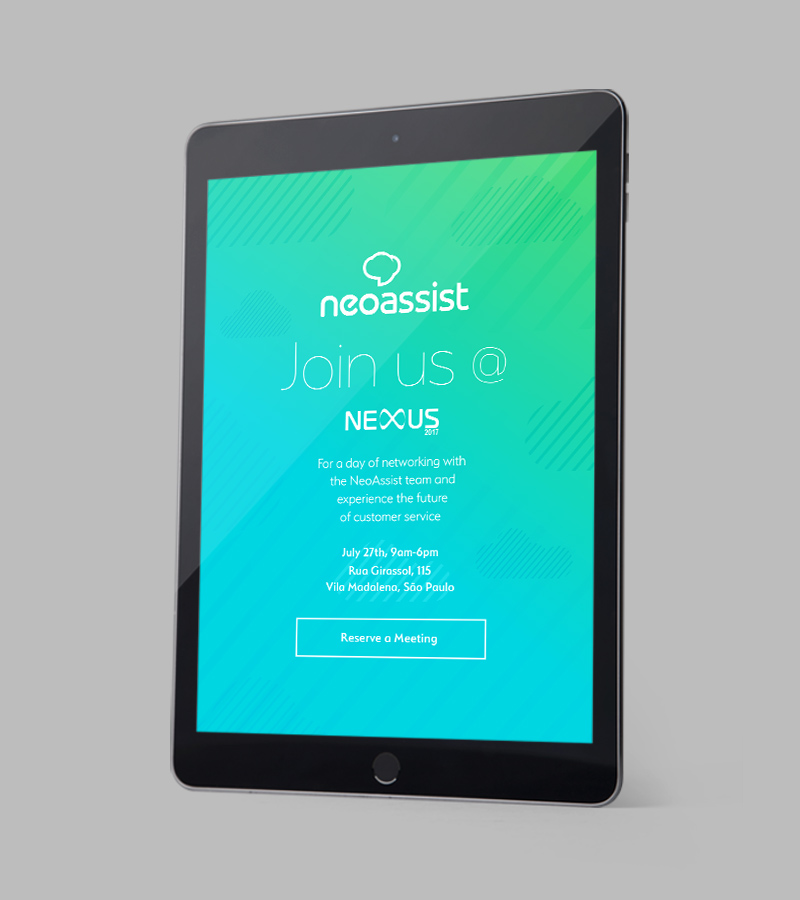 neoassist
Join us @
NEXUS
2017
For a day of networking with
the NeoAssist team and
experience the future
of customer service
July 27th, 9am-6pm
Rua Girassol, 115
Vila Madalena, São Paulo
Reserve a Meeting